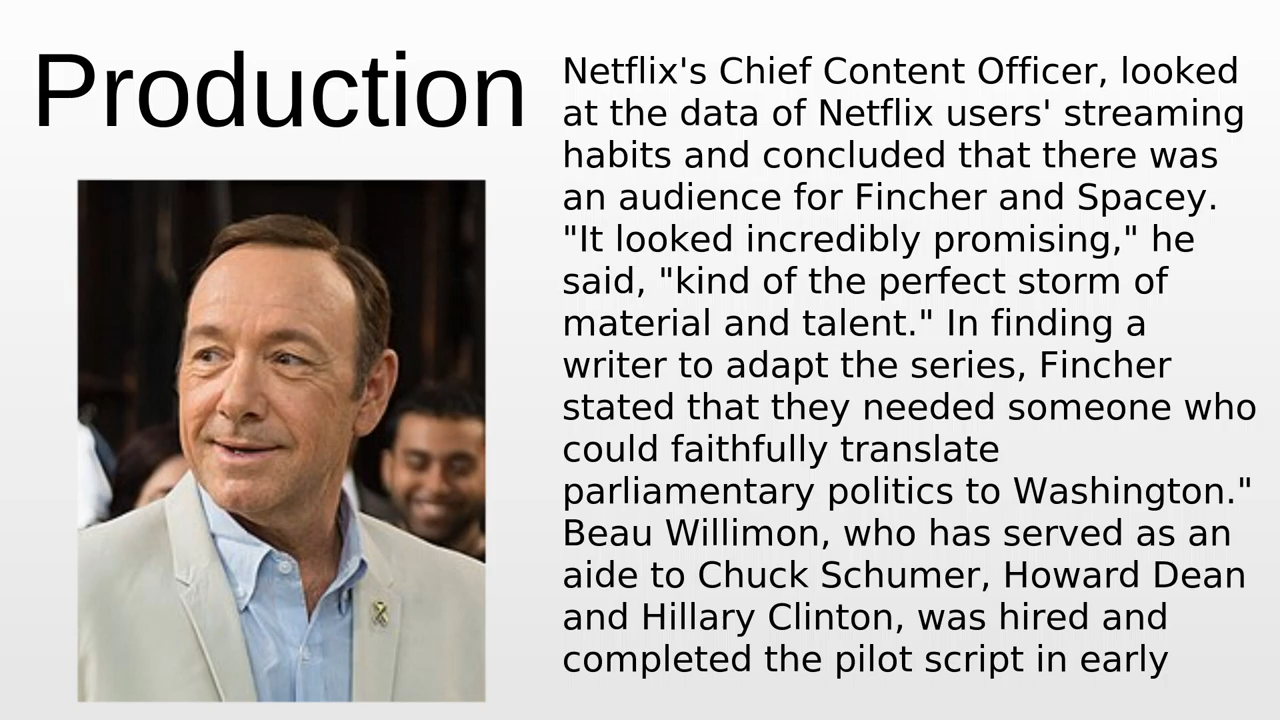 Production
Netflix's Chief Content Officer, looked
at the data of Netflix users' streaming
habits and concluded that there was
an audience for Fincher and Spacey.
"It looked incredibly promising," he
said, "kind of the perfect storm of
material and talent." In finding a
writer to adapt the series, Fincher
stated that they needed someone who
could faithfully translate
parliamentary politics to Washington."
Beau Willimon, who has served as an
aide to Chuck Schumer, Howard Dean
and Hillary Clinton, was hired and
completed the pilot script in early